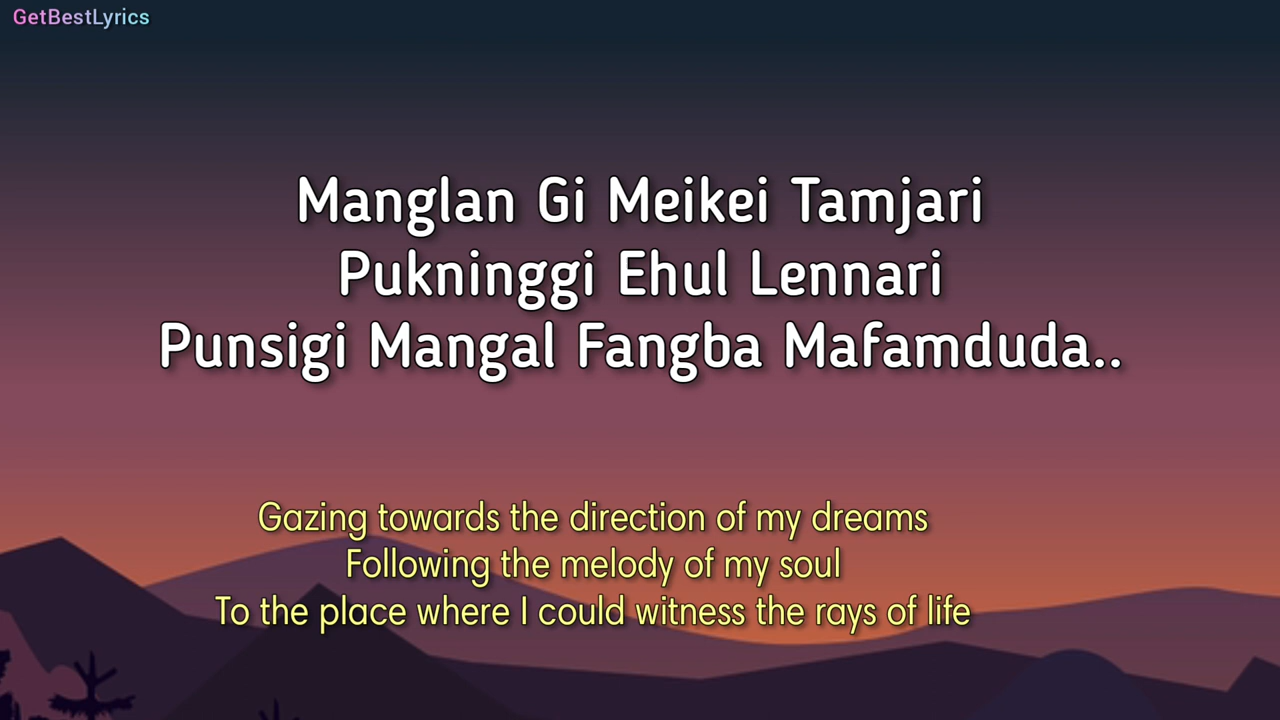 GetBestLyrics
Manglan Gi Meikei Tamjari
Pukninggi Ehul Lennari
Punsigi Mangal Fangba Mafamduda..
Gazing towards the direction of my dreams
Following the melody of my soul
To the place where I could witness the rays of life